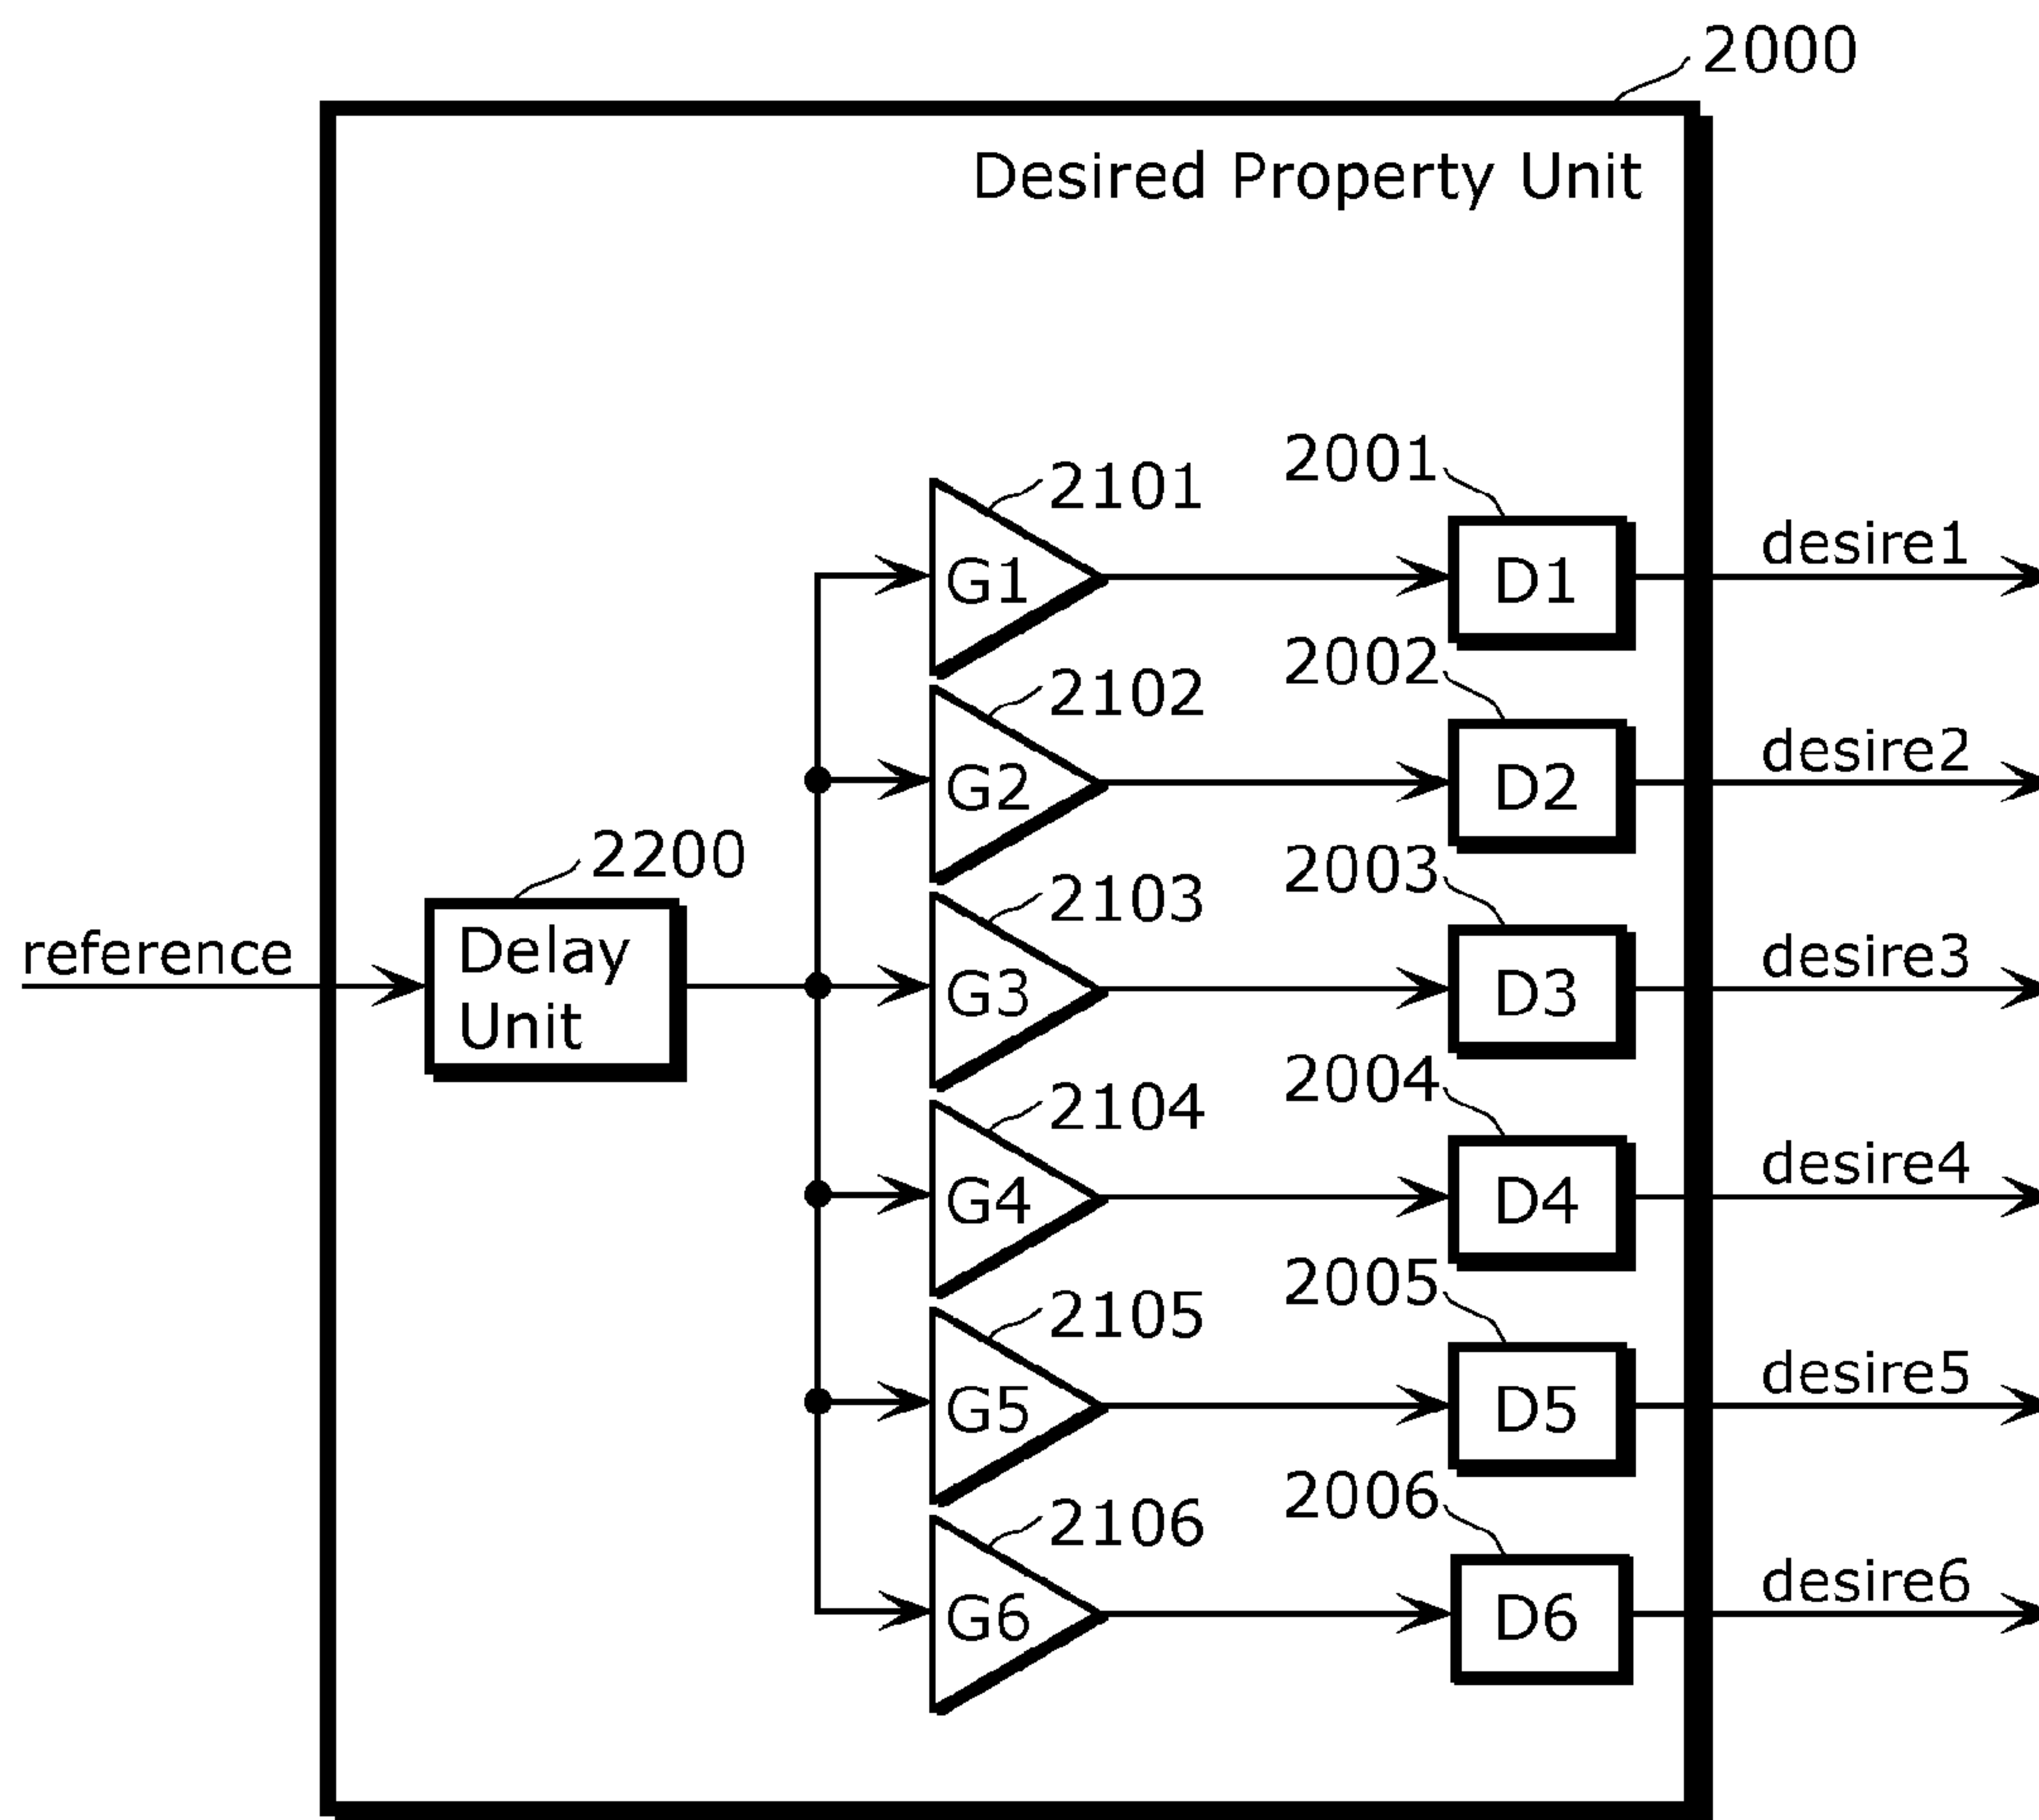 2000
Desired Property Unit
2101
2001
G1
D1
desire1
2102
2002
G2
D2
desire2
2200
2103
2003
reference
Delay
Unit
G3
D3
desire3
2104
2004
G4
D4
desire4
2105
2005
G5
D5
desire5
2106
2006
G6
D6
desire6